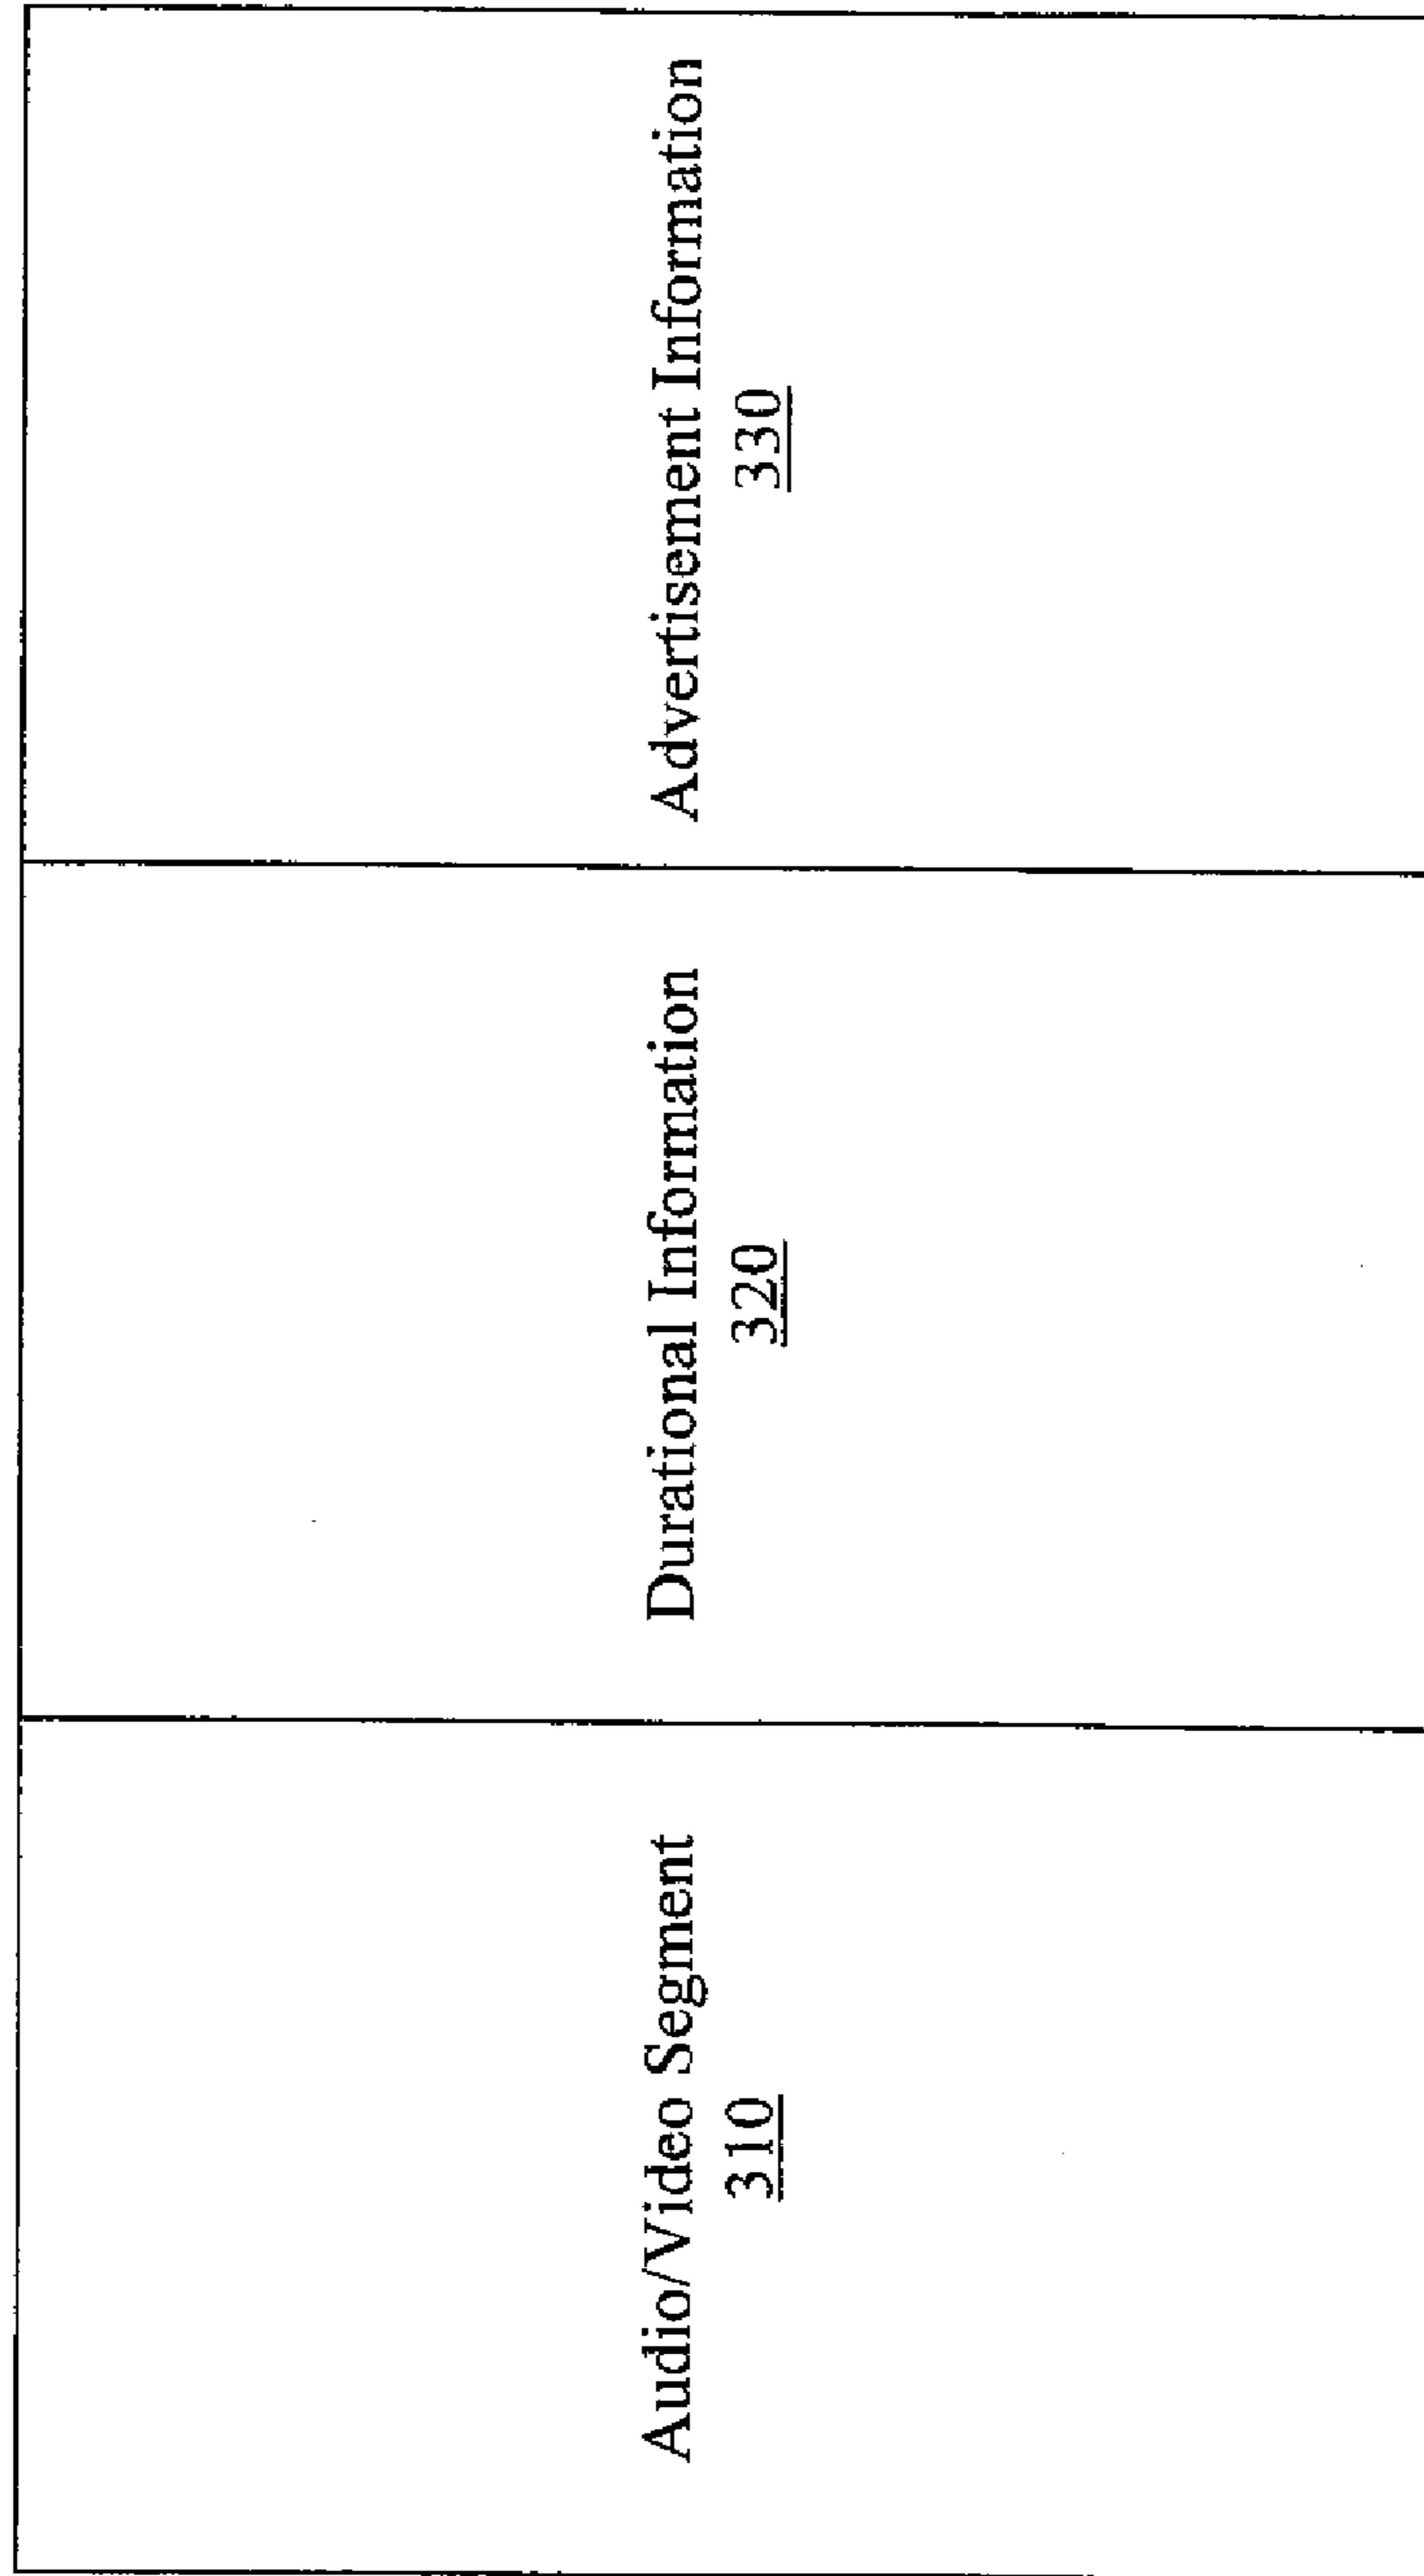 Audio/Video Segment
310
Durational Information
320
Advertisement Information
330